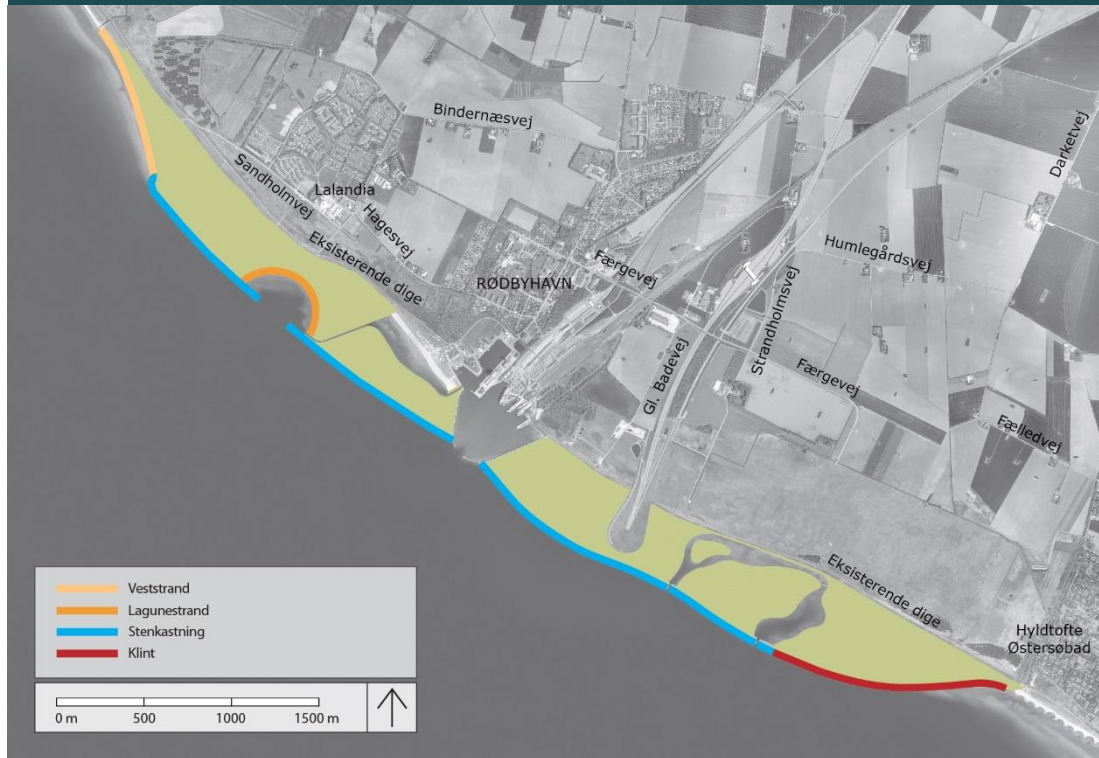 Bindernæsvej
Darketvej
Sandholmvej
Lalandia
Hagesvej
Eksisterende dige
Færgevej
RØDBYHAVN
Humlegårdsvej
Strandholmsvej
Gl. Badevej
Færgevej
Fælledvej
Eksisterende dige
Hyldtofte
Østersøbad
Veststrand
Lagunestrand
Stenkastning
Klint
0 m 500 1000 1500 m